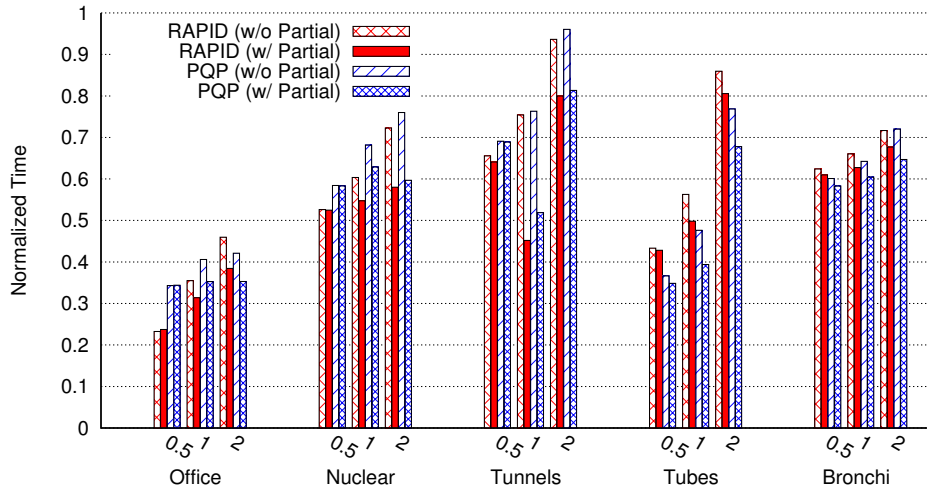 Normalized Time
1
0.9
0.8
0.7
0.6
0.5
0.4
0.3
0.2
0.1
0
RAPID (w/o Partial)
RAPID (w/ Partial)
PQP (w/o Partial)
PQP (w/ Partial)
0.5 1 2 0.5 1 2 0.5 1 2 0.5 1 2 0.5 1 2
Office Nuclear Tunnels Tubes Bronchi